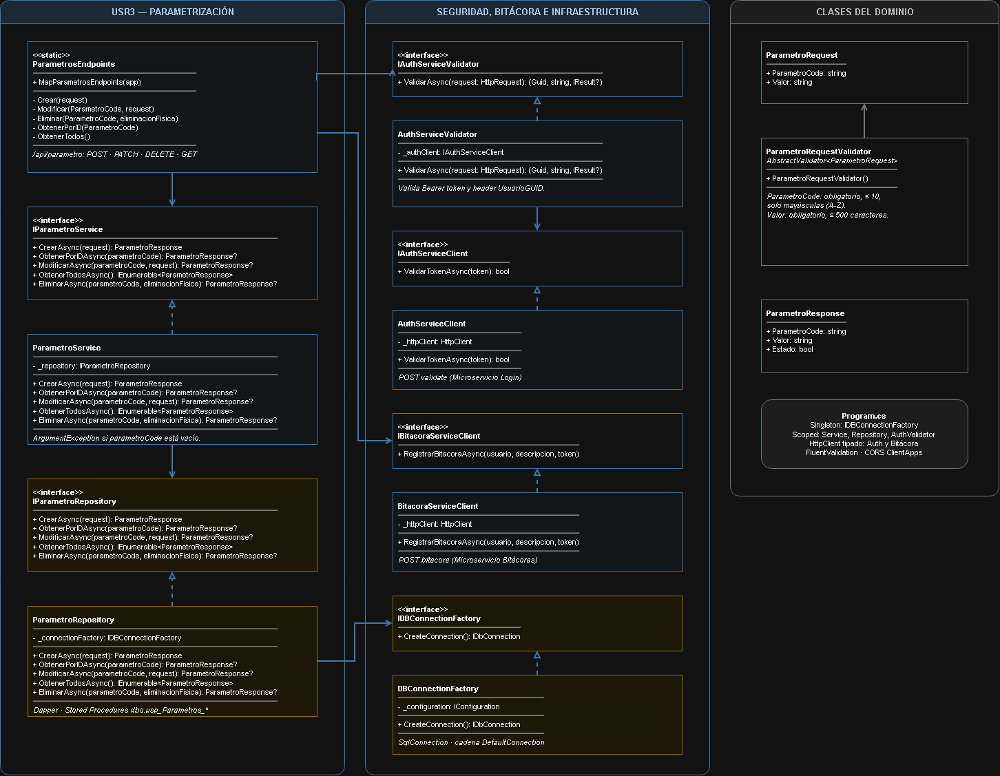 USR3 — PARAMETRIZACIÓN
<<static>>
ParametrosEndpoints
+ MapParametrosEndpoints(app)
- Crear(request)
- Modificar(ParametroCode, request)
- Eliminar(ParametroCode, eliminacionFisica)
- ObtenerPorID(ParametroCode)
- ObtenerTodos()
/api/parametro: POST · PATCH · DELETE · GET
<<interface>>
IParametroService
+ CrearAsync(request): ParametroResponse
+ ObtenerPorIDAsync(parametroCode): ParametroResponse?
+ ModificarAsync(parametroCode, request): ParametroResponse?
+ ObtenerTodosAsync(): IEnumerable<ParametroResponse>
+ EliminarAsync(parametroCode, eliminacionFisica): ParametroResponse?
ParametroService
- _repository: IParametroRepository
+ CrearAsync(request): ParametroResponse
+ ObtenerPorIDAsync(parametroCode): ParametroResponse?
+ ModificarAsync(parametroCode, request): ParametroResponse?
+ ObtenerTodosAsync(): IEnumerable<ParametroResponse>
+ EliminarAsync(parametroCode, eliminacionFisica): ParametroResponse?
ArgumentException si parametroCode está vacío.
<<interface>>
IParametroRepository
+ CrearAsync(request): ParametroResponse
+ ObtenerPorIDAsync(parametroCode): ParametroResponse?
+ ModificarAsync(parametroCode, request): ParametroResponse?
+ ObtenerTodosAsync(): IEnumerable<ParametroResponse>
+ EliminarAsync(parametroCode, eliminacionFisica): ParametroResponse?
ParametroRepository
- _connectionFactory: IDBConnectionFactory
+ CrearAsync(request): ParametroResponse
+ ObtenerPorIDAsync(parametroCode): ParametroResponse?
+ ModificarAsync(parametroCode, request): ParametroResponse?
+ ObtenerTodosAsync(): IEnumerable<ParametroResponse>
+ EliminarAsync(parametroCode, eliminacionFisica): ParametroResponse?
Dapper · Stored Procedures dbo.usp_Parametros_*
SEGURIDAD, BITÁCORA E INFRAESTRUCTURA
<<interface>>
IAuthServiceValidator
+ ValidarAsync(request: HttpRequest): (Guid, string, IResult?)
AuthServiceValidator
- _authClient: IAuthServiceClient
+ ValidarAsync(request: HttpRequest): (Guid, string, IResult?)
Valida Bearer token y header UsuarioGUID.
<<interface>>
IAuthServiceClient
+ ValidarTokenAsync(token): bool
AuthServiceClient
- _httpClient: HttpClient
+ ValidarTokenAsync(token): bool
POST validate (Microservicio Login)
<<interface>>
IBitacoraServiceClient
+ RegistrarBitacoraAsync(usuario, descripcion, token)
BitacoraServiceClient
- _httpClient: HttpClient
+ RegistrarBitacoraAsync(usuario, descripcion, token)
POST bitacora (Microservicio Bitácoras)
<<interface>>
IDBConnectionFactory
+ CreateConnection(): IDbConnection
DBConnectionFactory
- _configuration: IConfiguration
+ CreateConnection(): IDbConnection
SqlConnection · cadena DefaultConnection
CLASES DEL DOMINIO
ParametroRequest
+ ParametroCode: string
+ Valor: string
ParametroRequestValidator
AbstractValidator<ParametroRequest>
+ ParametroRequestValidator()
ParametroCode: obligatorio, ≤ 10,
solo mayúsculas (A-Z).
Valor: obligatorio, ≤ 500 caracteres.
ParametroResponse
+ ParametroCode: string
+ Valor: string
+ Estado: bool
Program.cs
Singleton: IDBConnectionFactory
Scoped: Service, Repository, AuthValidator
HttpClient tipado: Auth y Bitácora
FluentValidation · CORS ClientApps